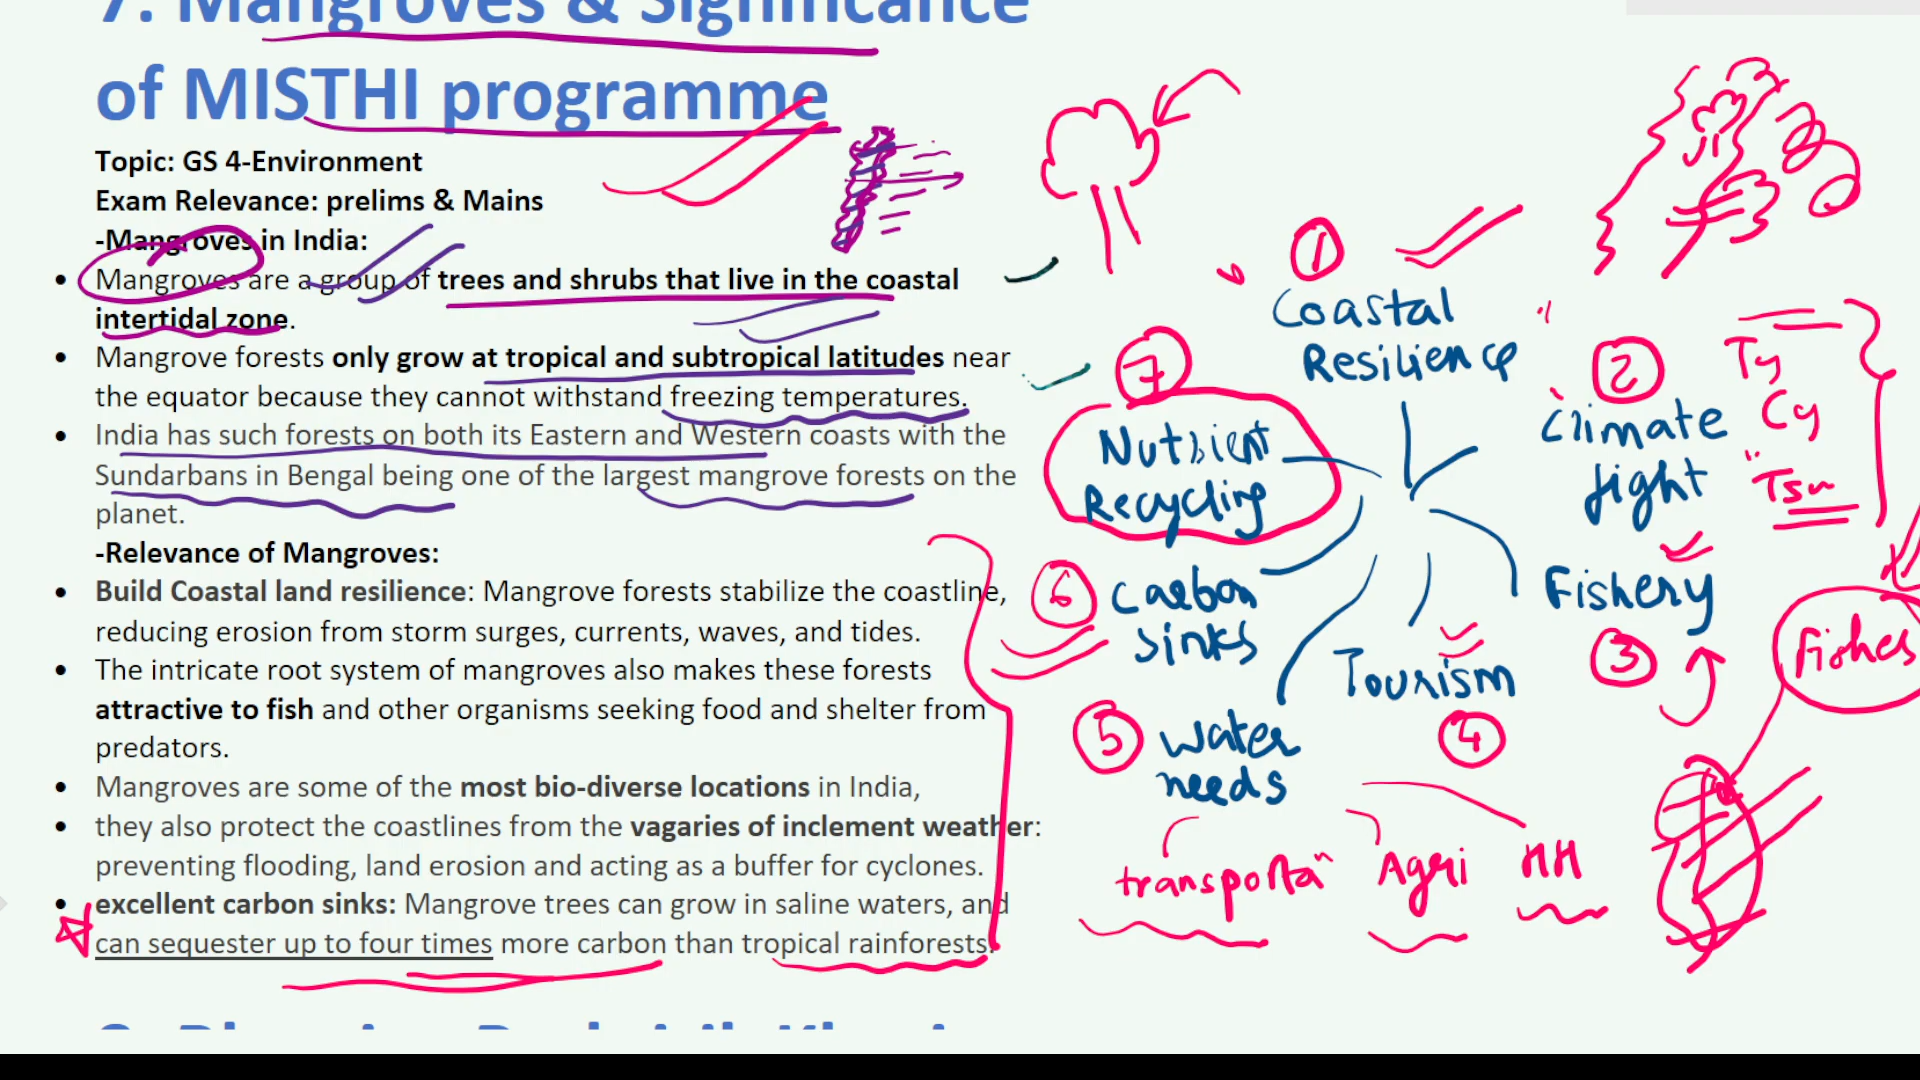 7. Mangroves & Significance
of MISTHI programme
Topic: GS 4-Environment
Exam Relevance: prelims & Mains
-Mangroves in India:
• Mangroves are a group of trees and shrubs that live in the coastal
intertidal zone.
• Mangrove forests only grow at tropical and subtropical latitudes near
the equator because they cannot withstand freezing temperatures.
• India has such forests on both its Eastern and Western coasts with the
Sundarbans in Bengal being one of the largest mangrove forests on the
planet.
-Relevance of Mangroves:
• Build Coastal land resilience: Mangrove forests stabilize the coastline,
reducing erosion from storm surges, currents, waves, and tides.
• The intricate root system of mangroves also makes these forests
attractive to fish and other organisms seeking food and shelter from
predators.
• Mangroves are some of the most bio-diverse locations in India,
• they also protect the coastlines from the vagaries of inclement weather:
preventing flooding, land erosion and acting as a buffer for cyclones.
• excellent carbon sinks: Mangrove trees can grow in saline waters, and
can sequester up to four times more carbon than tropical rainforests.
1
Coastal
Resilience
2
Climate
fight
Ty
Cy
Tsu
Fishery
3
Fishes
Tourism
4
5
Water
needs
transporta"
Agri
HH
6
Carbon
sinks
7
Nutrient
Recycling